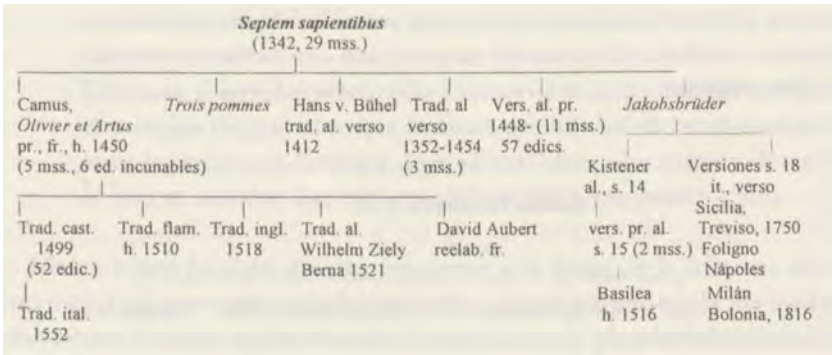 Septem sapientibus
(1342, 29 mss.)
Camus,
Olivier et Artus
pr., fr., h. 1450
(5 mss., 6 ed. incunables)
Trois pommes
Hans v. Bühel
trad. al. verso
1412
Trad. al
verso
1352-1454
(3 mss.)
Vers. al. pr.
1448- (11 mss.)
57 edics.
Jakobsbrüder
Kistener
al., s. 14
Versiones s. 18
it., verso
Sicilia,
Treviso, 1750
Foligno
Nápoles
Milán
Bolonia, 1816
Trad. cast.
1499
(52 edic.)
Trad. flam.
h. 1510
Trad. ingl.
1518
Trad. al.
Wilhelm Ziely
Berna 1521
David Aubert
reelab. fr.
vers. pr. al.
s. 15 (2 mss.)
Basilea
h. 1516
Trad. ital.
1552